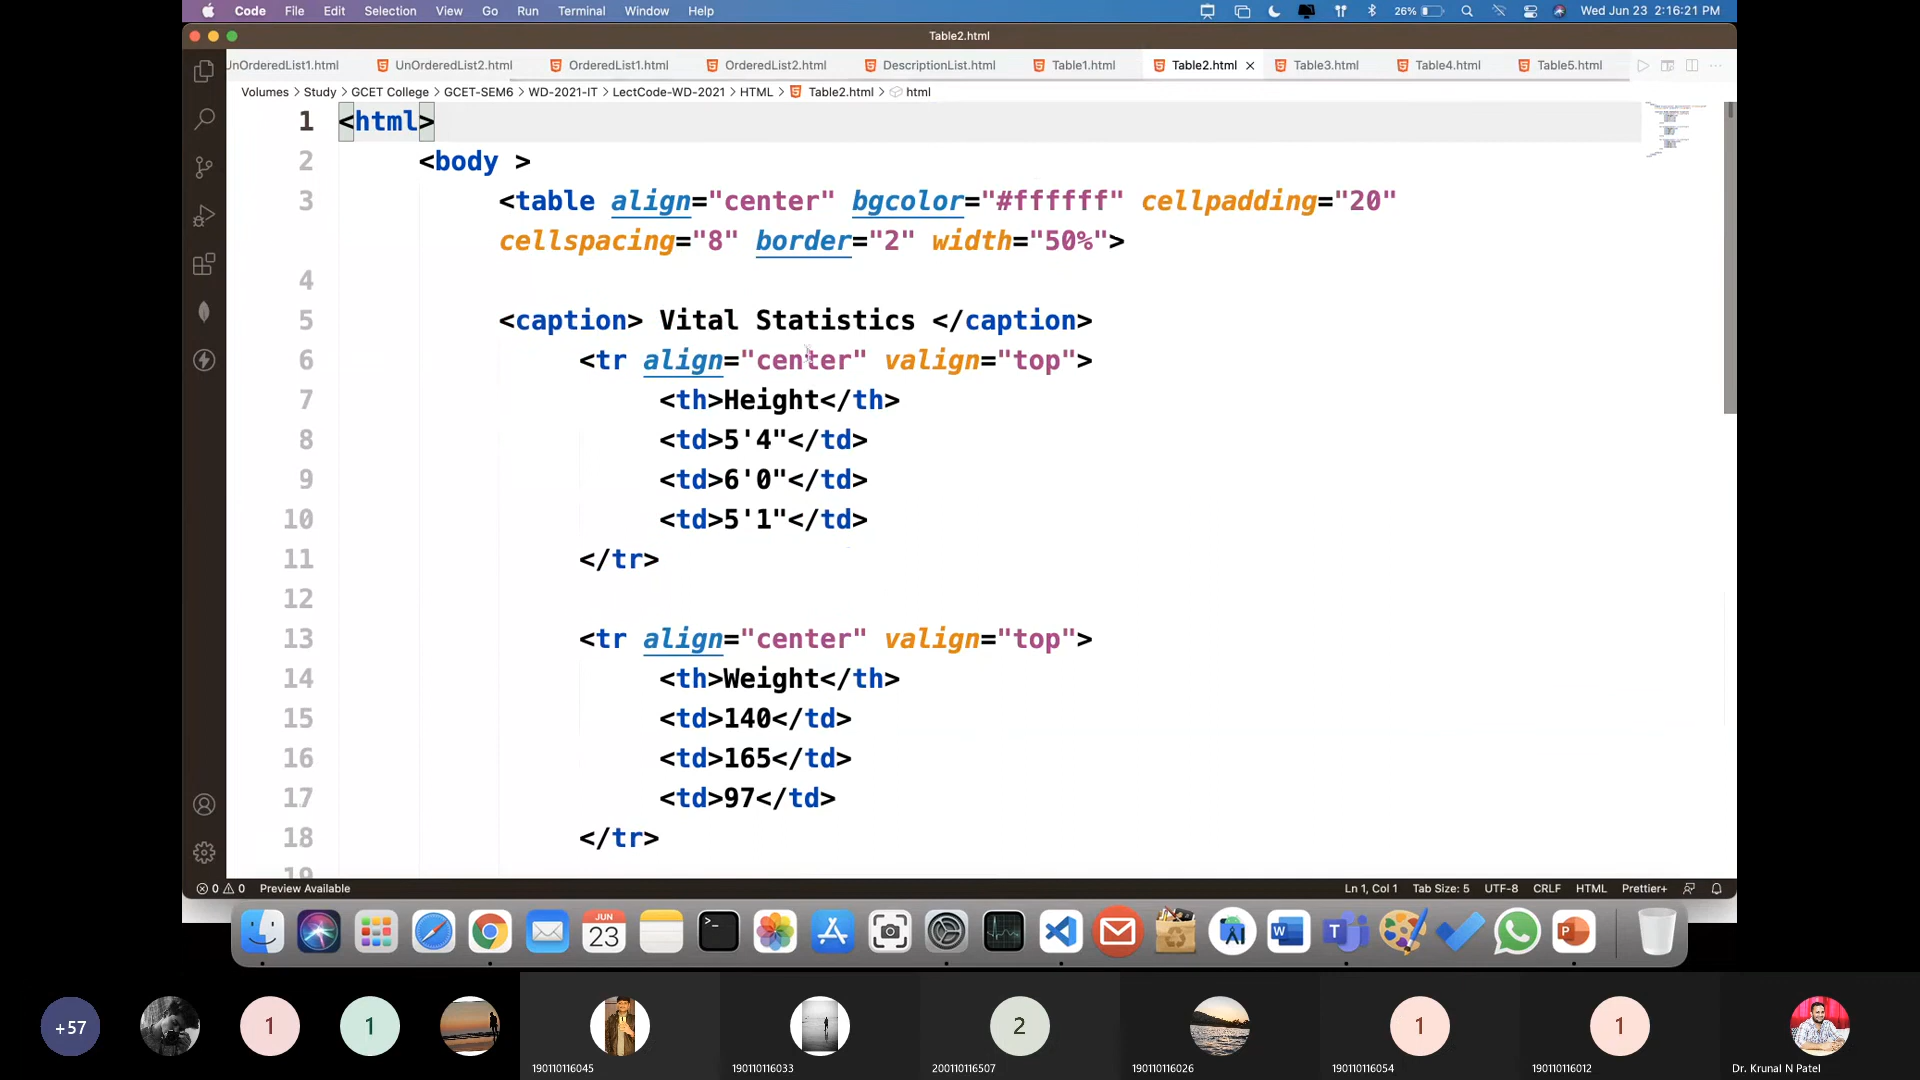 Code File Edit Selection View Go Run Terminal Window Help 26% Wed Jun 23 2:16:21 PM
Table2.html
UnOrderedList1.html UnOrderedList2.html OrderedList1.html OrderedList2.html DescriptionList.html Table1.html Table2.html Table3.html Table4.html Table5.html
Volumes > Study > GCET College > GCET-SEM6 > WD-2021-IT > LectCode-WD-2021 > HTML > Table2.html > html
1 <html>
2 <body >
3 <table align="center" bgcolor="#ffffff" cellpadding="20"
cellspacing="8" border="2" width="50%">
4
5 <caption> Vital Statistics </caption>
6 <tr align="center" valign="top">
7 <th>Height</th>
8 <td>5'4"</td>
9 <td>6'0"</td>
10 <td>5'1"</td>
11 </tr>
12
13 <tr align="center" valign="top">
14 <th>Weight</th>
15 <td>140</td>
16 <td>165</td>
17 <td>97</td>
18 </tr>
19
0 0 Preview Available Ln 1, Col 1 Tab Size: 5 UTF-8 CRLF HTML Prettier+
JUN
23
+57 1 1 2 1 1
190110116045 190110116033 200110116507 190110116026 190110116054 190110116012 Dr. Krunal N Patel